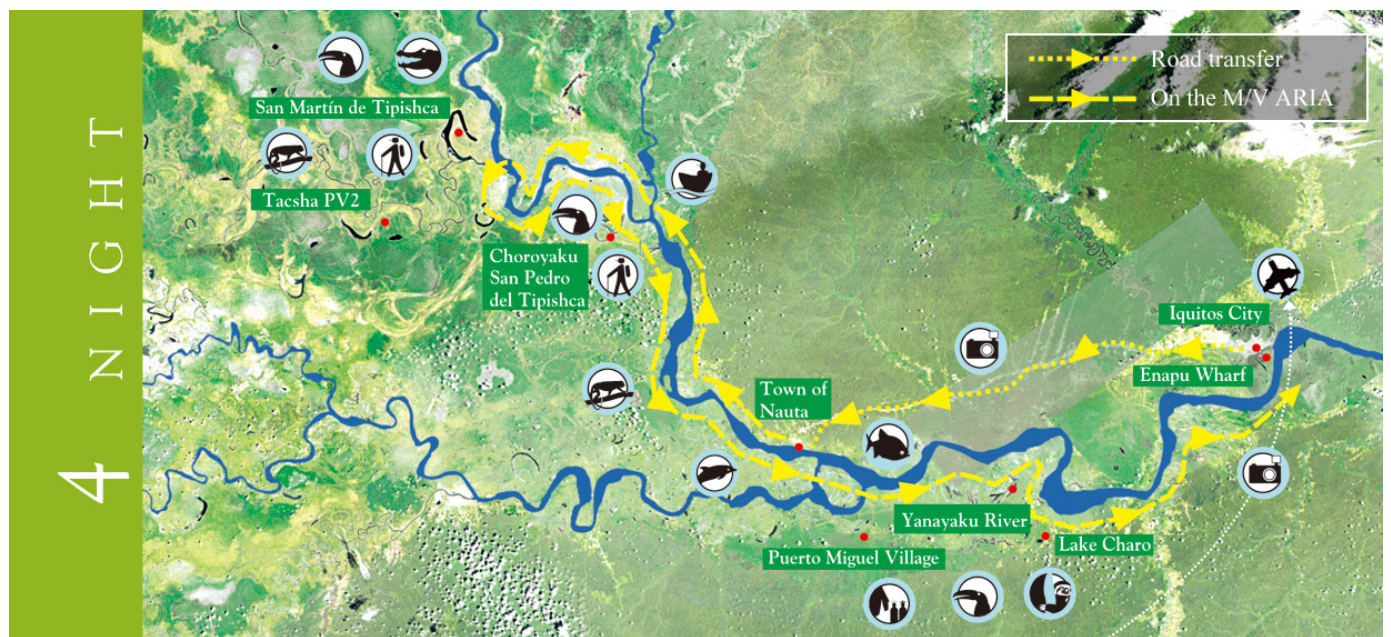 4 NIGHT
Road transfer
On the M/V ARIA
San Martín de Tipishca
Tacsha PV2
Choroyaku
San Pedro
del Tipishca
Iquitos City
Enapu Wharf
Town of
Nauta
Yanayaku River
Lake Charo
Puerto Miguel Village